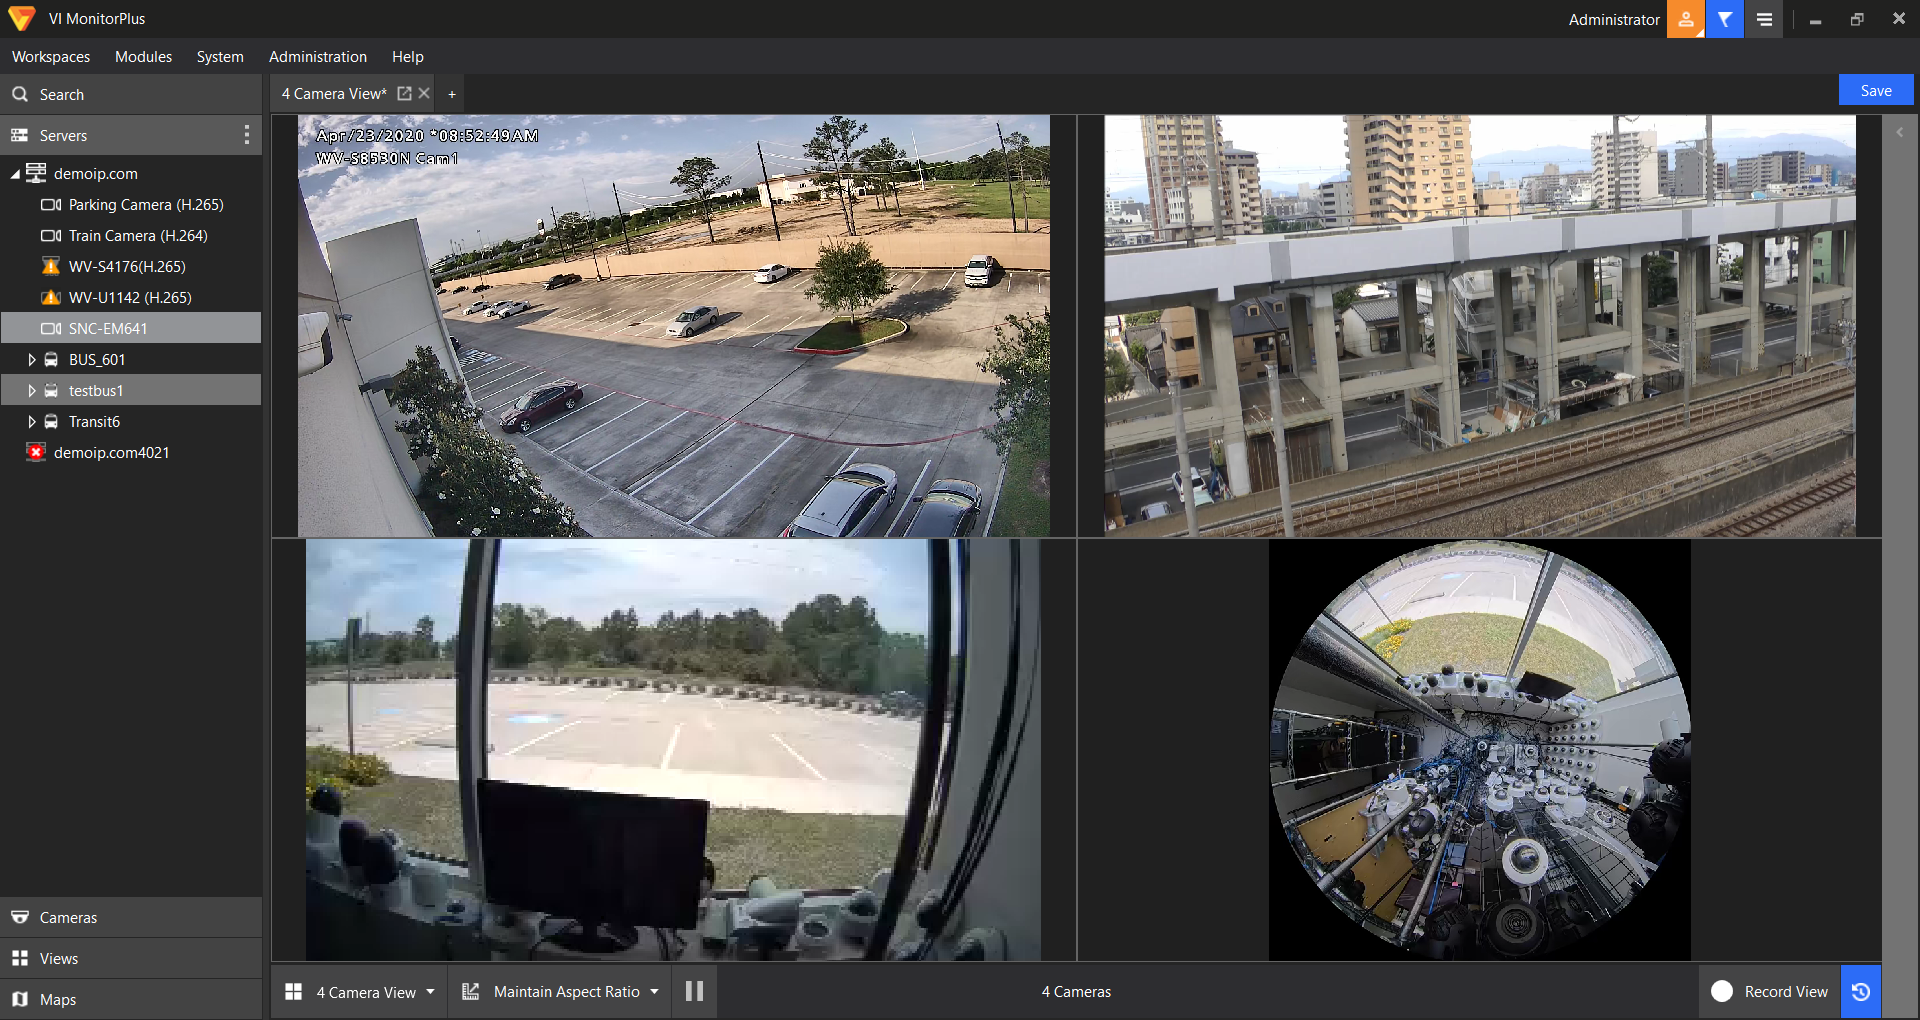 VI MonitorPlus
Administrator
Workspaces Modules System Administration Help
Search
4 Camera View* +
Save
Servers
demoip.com
Parking Camera (H.265)
Train Camera (H.264)
WV-S4176(H.265)
WV-U1142 (H.265)
SNC-EM641
BUS_601
testbus1
Transit6
demoip.com4021
Apr/23/2020 *08:52:49AM
WV-S8530N Cam1
Cameras
Views
Maps
4 Camera View
Maintain Aspect Ratio
4 Cameras
Record View